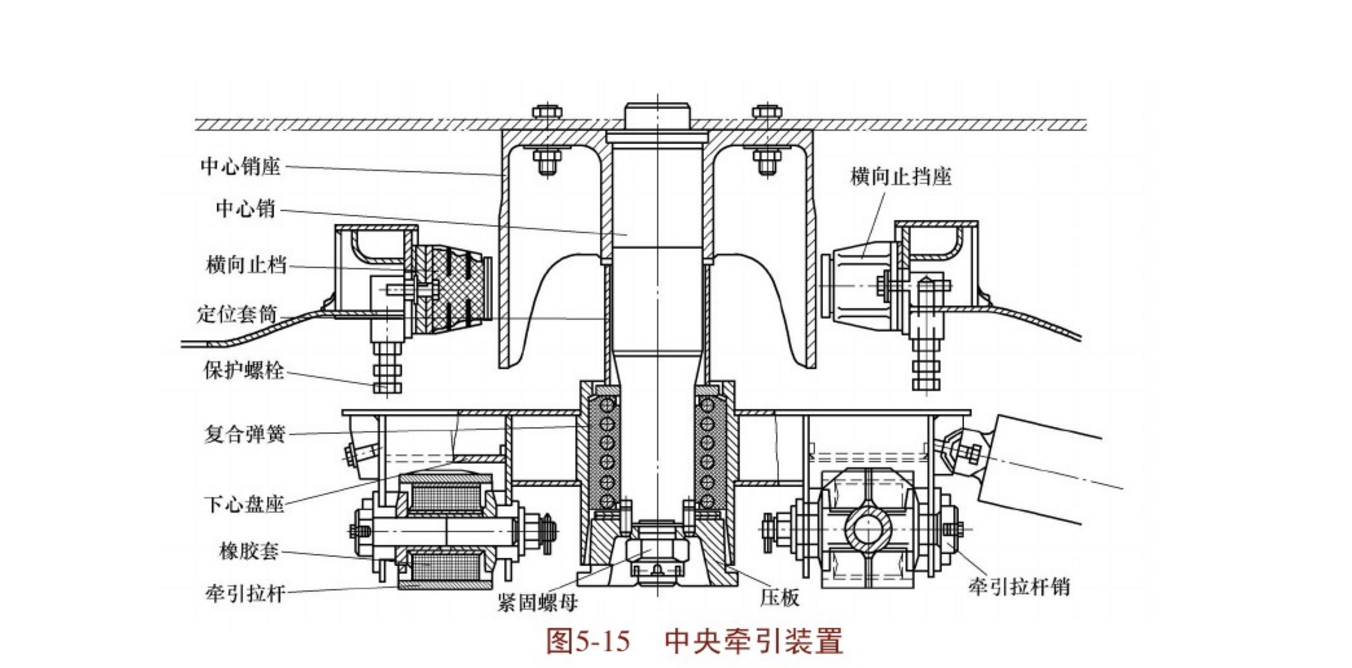 中心销座
中心销
横向止档
定位套筒
保护螺栓
复合弹簧
下心盘座
橡胶套
牵引拉杆
紧固螺母
压板
牵引拉杆销
横向止挡座
图5-15 中央牵引装置